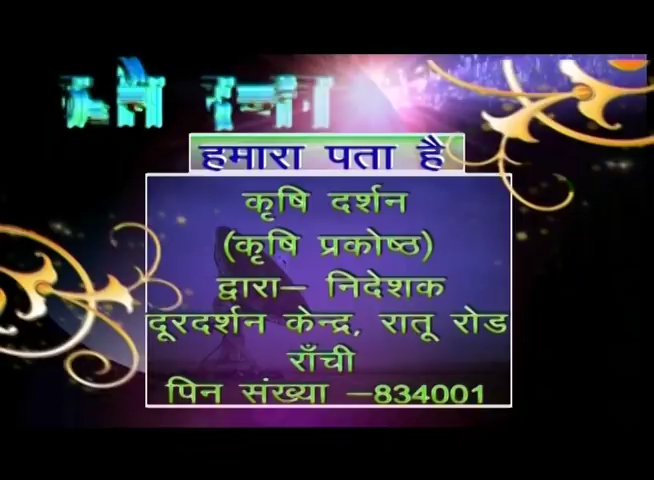 हमारा पता है
कृषि दर्शन
(कृषि प्रकोष्ठ)
द्वारा– निदेशक
दूरदर्शन केन्द्र, रातू रोड
राँची
पिन संख्या –834001